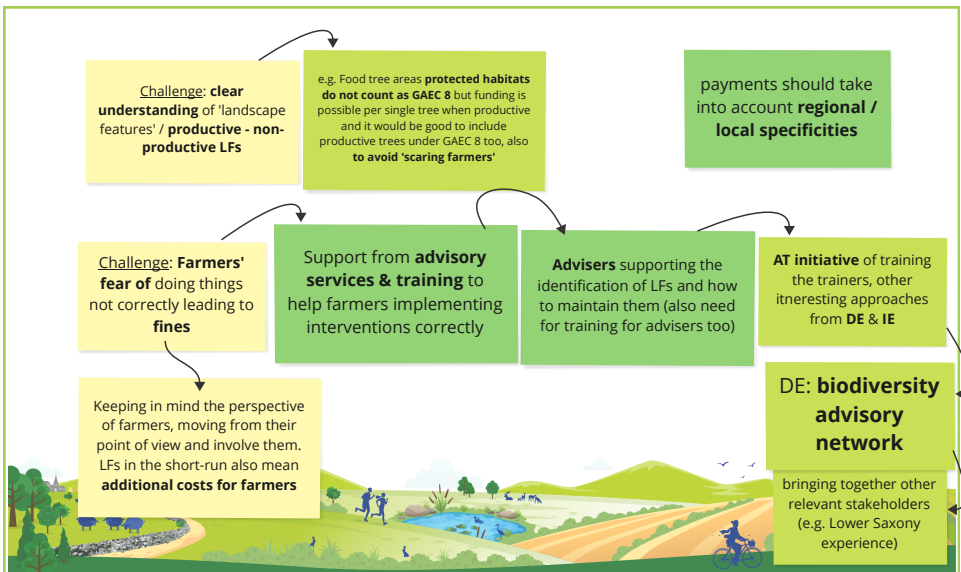 Challenge: clear
understanding of 'landscape
features' / productive - non-
productive LFs
e.g. Food tree areas protected habitats
do not count as GAEC 8 but funding is
possible per single tree when productive
and it would be good to include
productive trees under GAEC 8 too, also
to avoid 'scaring farmers'
payments should take
into account regional /
local specificities
Challenge: Farmers'
fear of doing things
not correctly leading to
fines
Support from advisory
services & training to
help farmers implementing
interventions correctly
Advisers supporting the
identification of LFs and how
to maintain them (also need
for training for advisers too)
AT initiative of training
the trainers, other
itneresting approaches
from DE & IE
Keeping in mind the perspective
of farmers, moving from their
point of view and involve them.
LFs in the short-run also mean
additional costs for farmers
DE: biodiversity
advisory
network
bringing together other
relevant stakeholders
(e.g. Lower Saxony
experience)